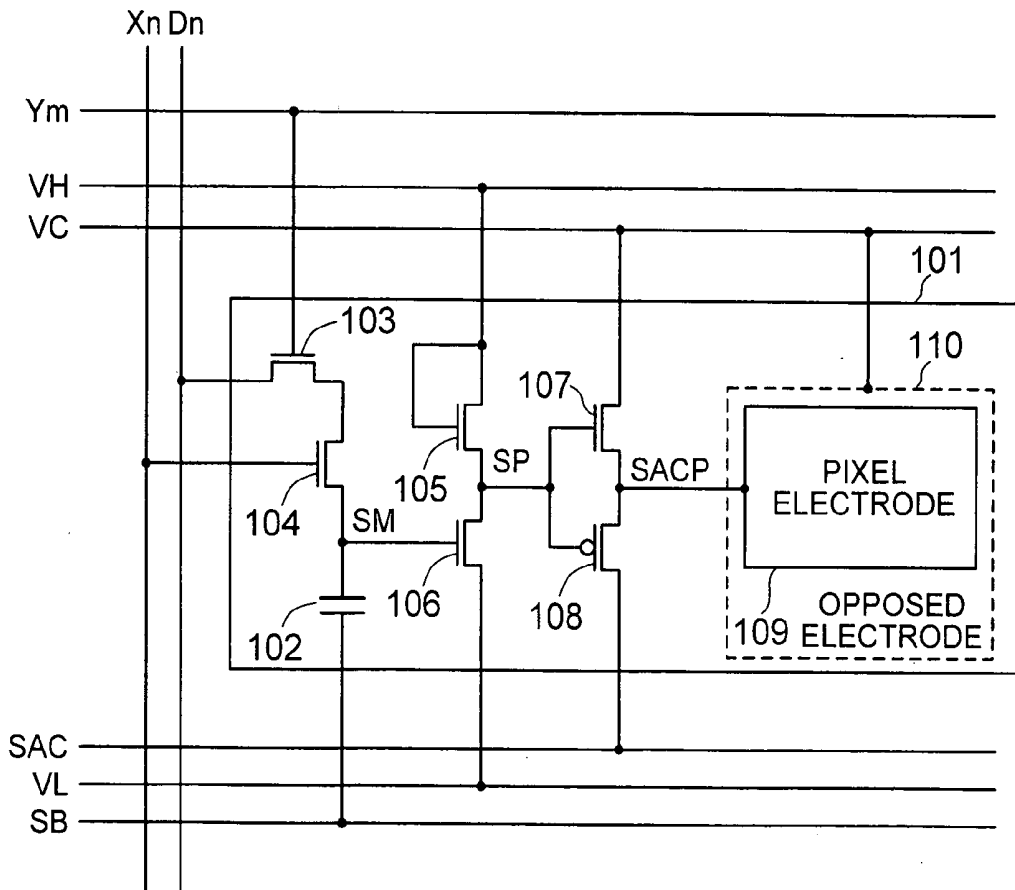 Xn Dn
Ym
VH
VC
101
103
110
107
105
SP
SACP
PIXEL
ELECTRODE
104
SM
106
108
102
109
OPPOSED
ELECTRODE
SAC
VL
SB